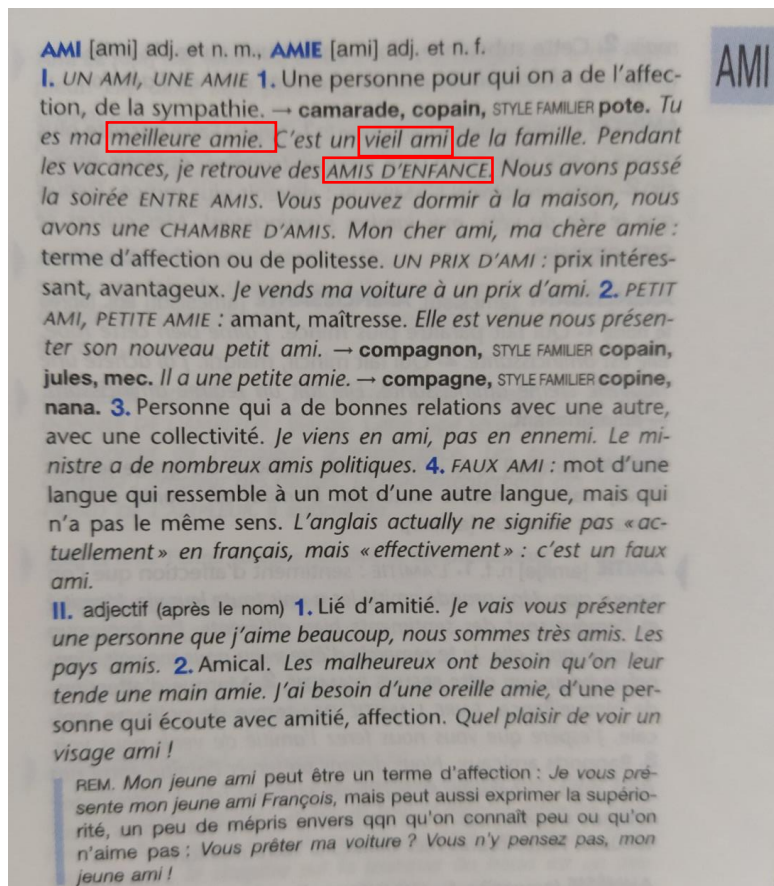 AMI [ami] adj. et n. m., AMIE [ami] adj. et n. f.
AMI
I. UN AMI, UNE AMIE 1. Une personne pour qui on a de l'affec-
tion, de la sympathie. → camarade, copain, STYLE FAMILIER pote. Tu
es ma meilleure amie. C'est un vieil ami de la famille. Pendant
les vacances, je retrouve des AMIS D'ENFANCE. Nous avons passé
la soirée ENTRE AMIS. Vous pouvez dormir à la maison, nous
avons une CHAMBRE D'AMIS. Mon cher ami, ma chère amie :
terme d'affection ou de politesse. UN PRIX D'AMI : prix intéres-
sant, avantageux. Je vends ma voiture à un prix d'ami. 2. PETIT
AMI, PETITE AMIE : amant, maîtresse. Elle est venue nous présen-
ter son nouveau petit ami. → compagnon, STYLE FAMILIER copain,
jules, mec. Il a une petite amie. → compagne, STYLE FAMILIER copine,
nana. 3. Personne qui a de bonnes relations avec une autre,
avec une collectivité. Je viens en ami, pas en ennemi. Le mi-
nistre a de nombreux amis politiques. 4. FAUX AMI : mot d'une
langue qui ressemble à un mot d'une autre langue, mais qui
n'a pas le même sens. L'anglais actually ne signifie pas « ac-
tuellement » en français, mais « effectivement » : c'est un faux
ami.
II. adjectif (après le nom) 1. Lié d'amitié. Je vais vous présenter
une personne que j'aime beaucoup, nous sommes très amis. Les
pays amis. 2. Amical. Les malheureux ont besoin qu'on leur
tende une main amie. J'ai besoin d'une oreille amie, d'une per-
sonne qui écoute avec amitié, affection. Quel plaisir de voir un
visage ami !
REM. Mon jeune ami peut être un terme d'affection : Je vous pré-
sente mon jeune ami François, mais peut aussi exprimer la supério-
rité, un peu de mépris envers qqn qu'on connaît peu ou qu'on
n'aime pas : Vous prêter ma voiture ? Vous n'y pensez pas, mon
jeune ami !